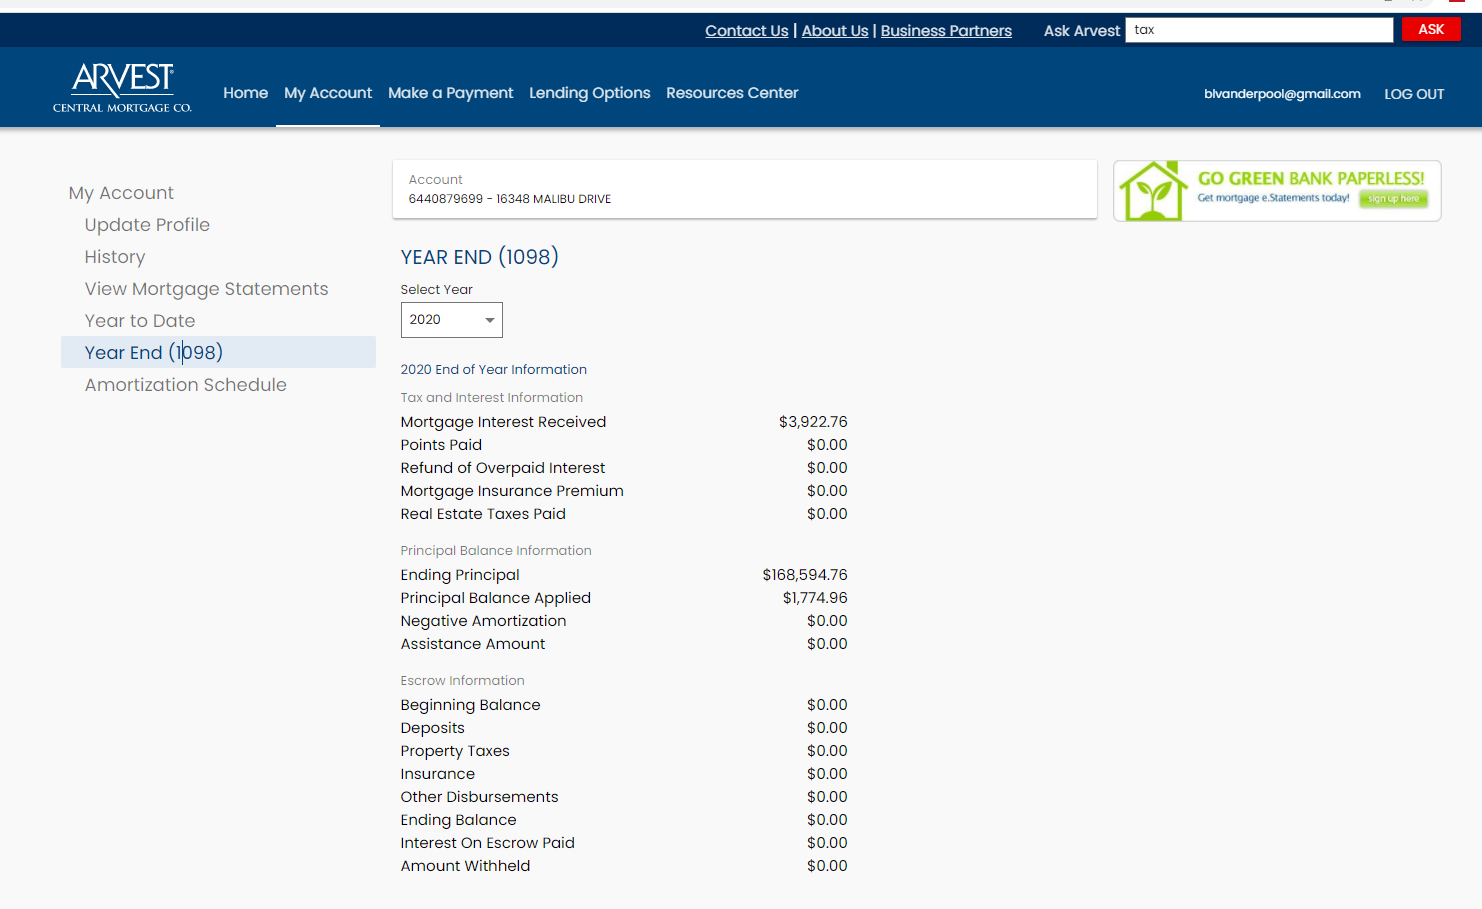 Contact Us | About Us | Business Partners Ask Arvest tax ASK
ARVEST
CENTRAL MORTGAGE CO.
Home My Account Make a Payment Lending Options Resources Center blvanderpool@gmail.com LOG OUT
My Account
Update Profile
History
View Mortgage Statements
Year to Date
Year End (1098)
Amortization Schedule
Account
6440879699 - 16348 MALIBU DRIVE
GO GREEN BANK PAPERLESS!
Get mortgage e.Statements today! sign up here
YEAR END (1098)
Select Year
2020
2020 End of Year Information
Tax and Interest Information
Mortgage Interest Received $3,922.76
Points Paid $0.00
Refund of Overpaid Interest $0.00
Mortgage Insurance Premium $0.00
Real Estate Taxes Paid $0.00
Principal Balance Information
Ending Principal $168,594.76
Principal Balance Applied $1,774.96
Negative Amortization $0.00
Assistance Amount $0.00
Escrow Information
Beginning Balance $0.00
Deposits $0.00
Property Taxes $0.00
Insurance $0.00
Other Disbursements $0.00
Ending Balance $0.00
Interest On Escrow Paid $0.00
Amount Withheld $0.00